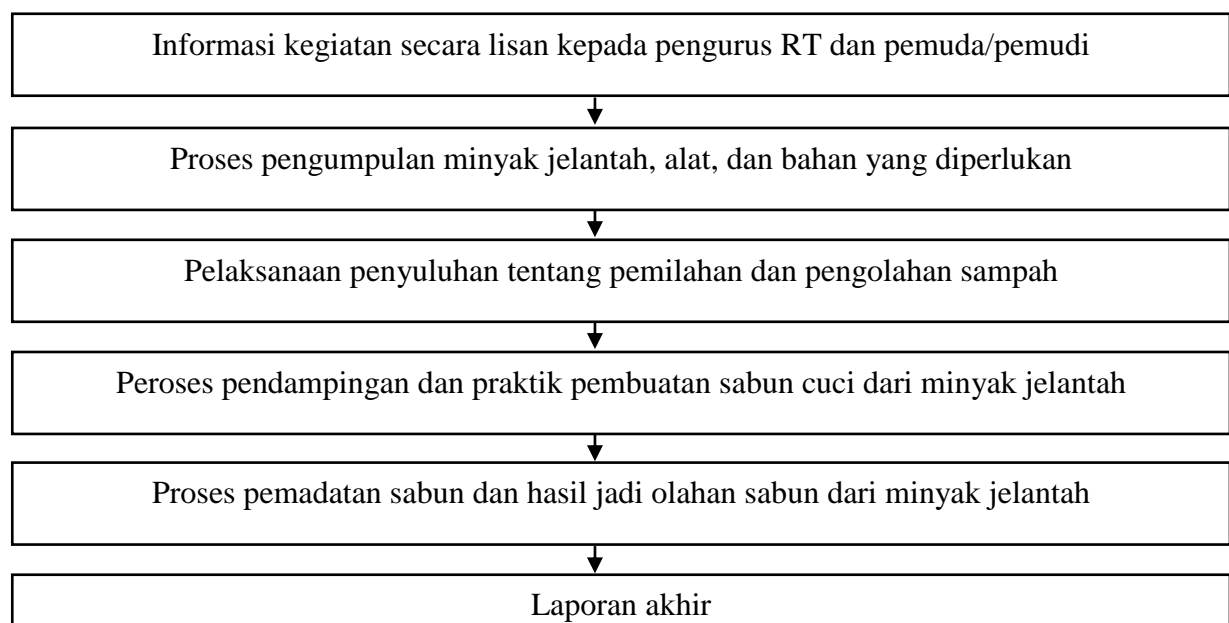 Informasi kegiatan secara lisan kepada pengurus RT dan pemuda/pemudi
Proses pengumpulan minyak jelantah, alat, dan bahan yang diperlukan
Pelaksanaan penyuluhan tentang pemilahan dan pengolahan sampah
Peroses pendampingan dan praktik pembuatan sabun cuci dari minyak jelantah
Proses pemadatan sabun dan hasil jadi olahan sabun dari minyak jelantah
Laporan akhir